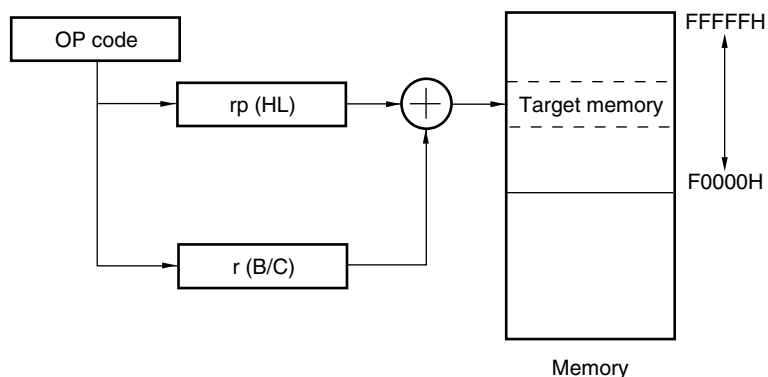 OP code
FFFFFH
rp (HL)
Target memory
F0000H
r (B/C)
Memory